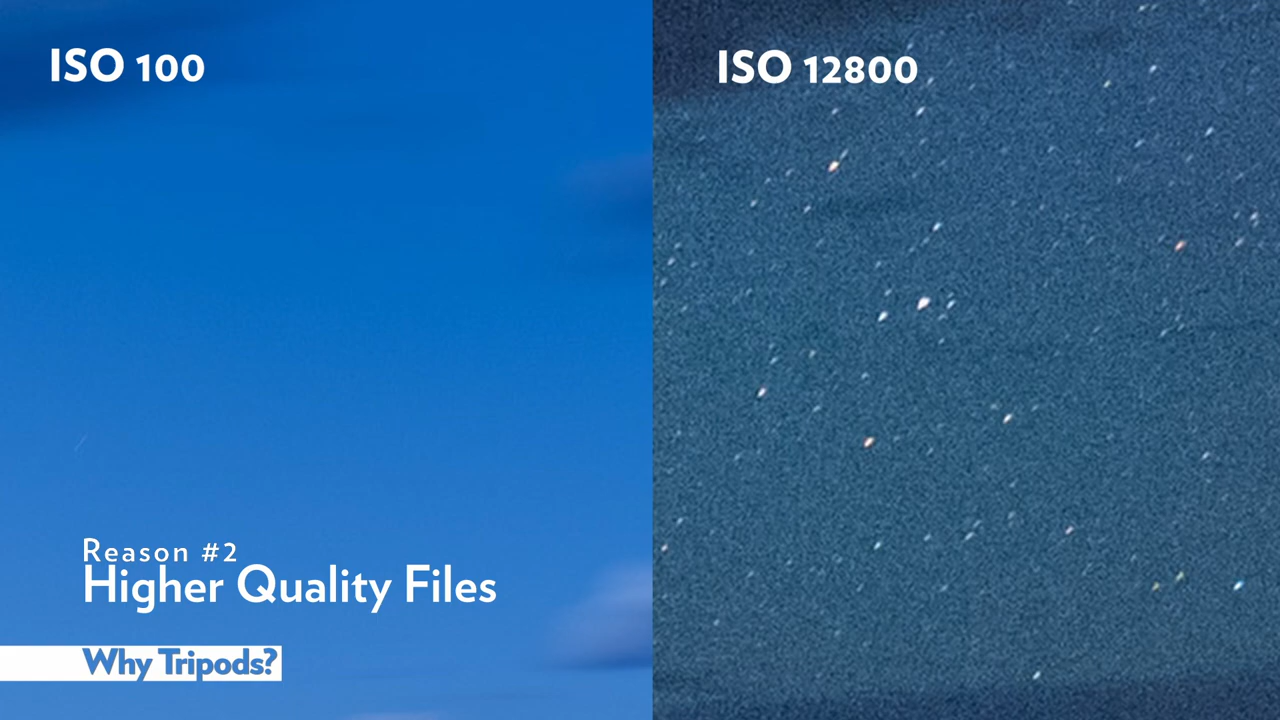 ISO 100
ISO 12800
Reason #2
Higher Quality Files
Why Tripods?